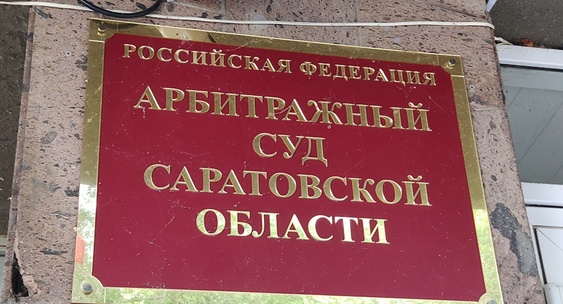 РОССИЙСКАЯ ФЕДЕРАЦИЯ
АРБИТРАЖНЫЙ
СУД
САРАТОВСКОЙ
ОБЛАСТИ